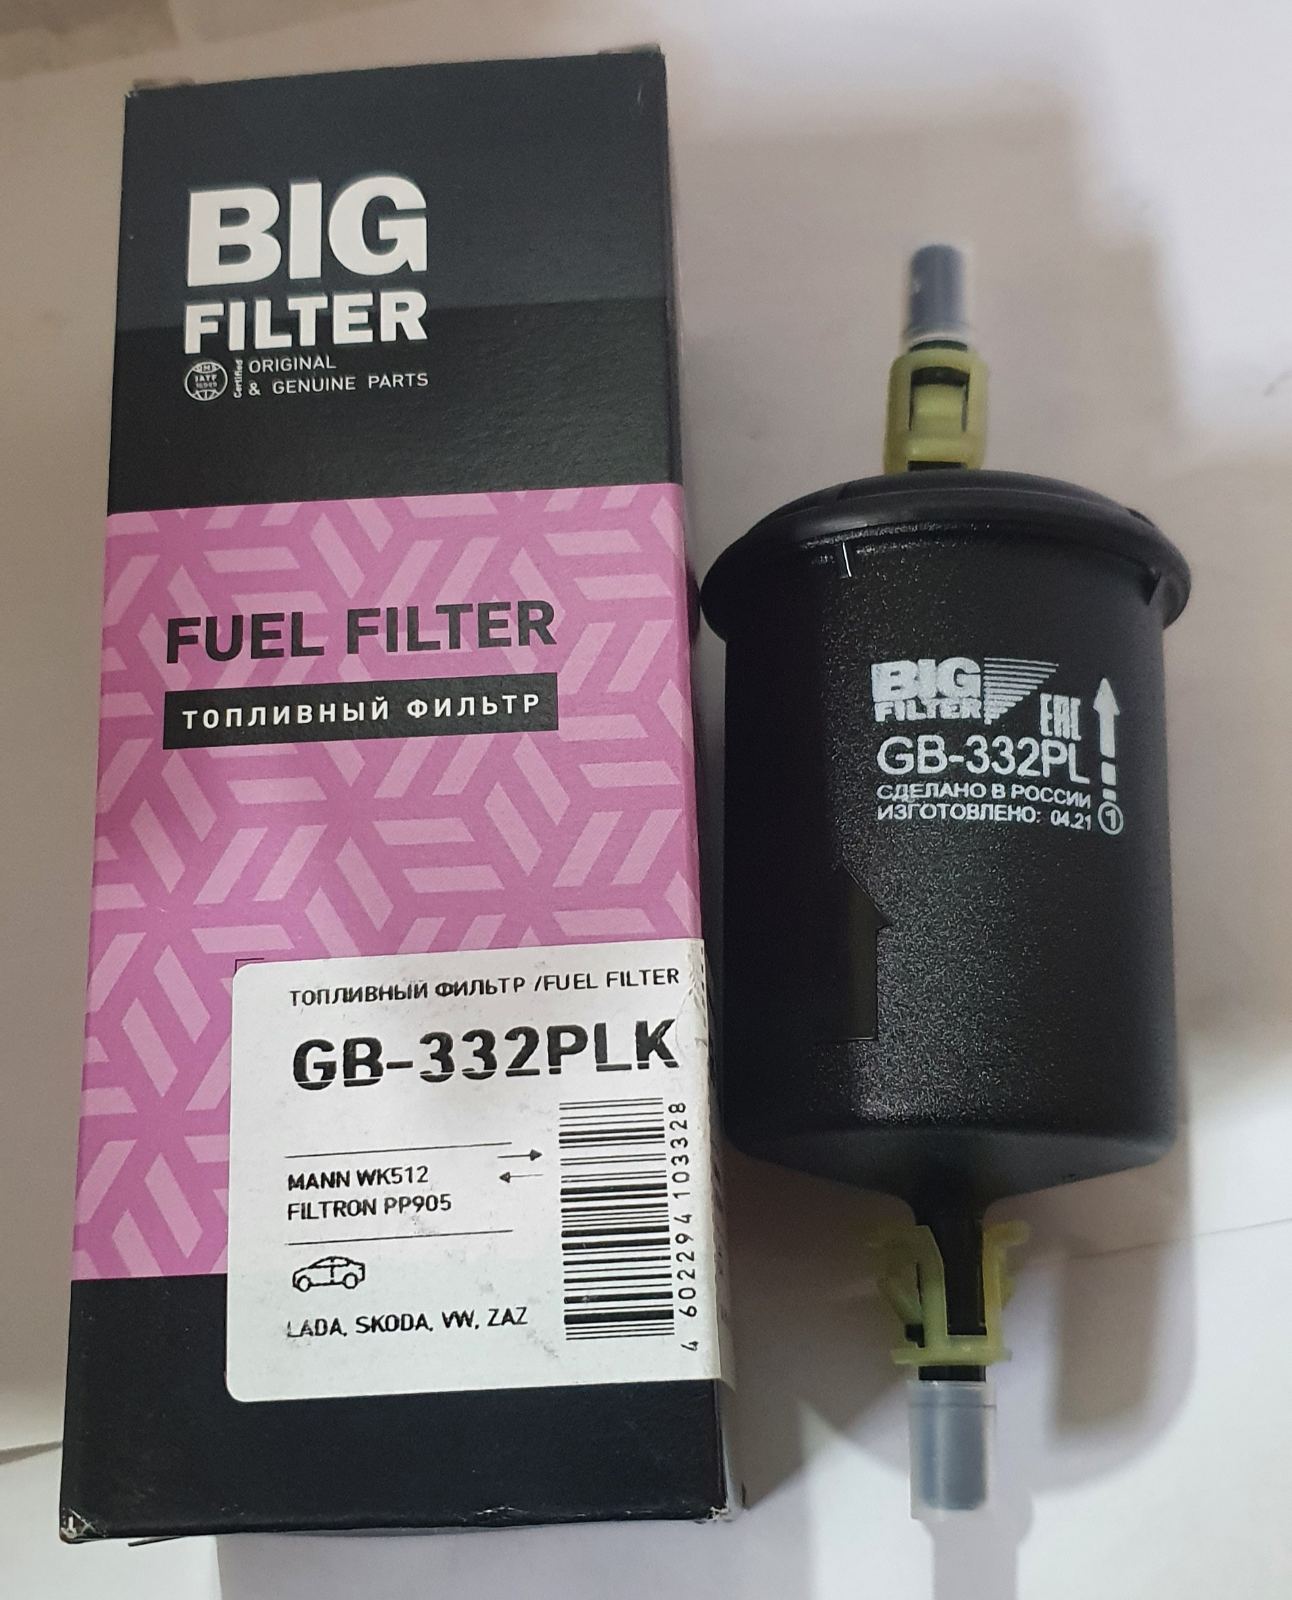 BIG
FILTER
Certified
ORIGINAL
& GENUINE PARTS
FUEL FILTER
ТОПЛИВНЫЙ ФИЛЬТР
ТОПЛИВНЫЙ ФИЛЬТР /FUEL FILTER
GB-332PLK
MANN WK512
FILTRON PP905
LADA, SKODA, VW, ZAZ
4 602294 103328
BIG
FILTER
EAC
GB-332PL
СДЕЛАНО В РОССИИ
ИЗГОТОВЛЕНО: 04.21
1